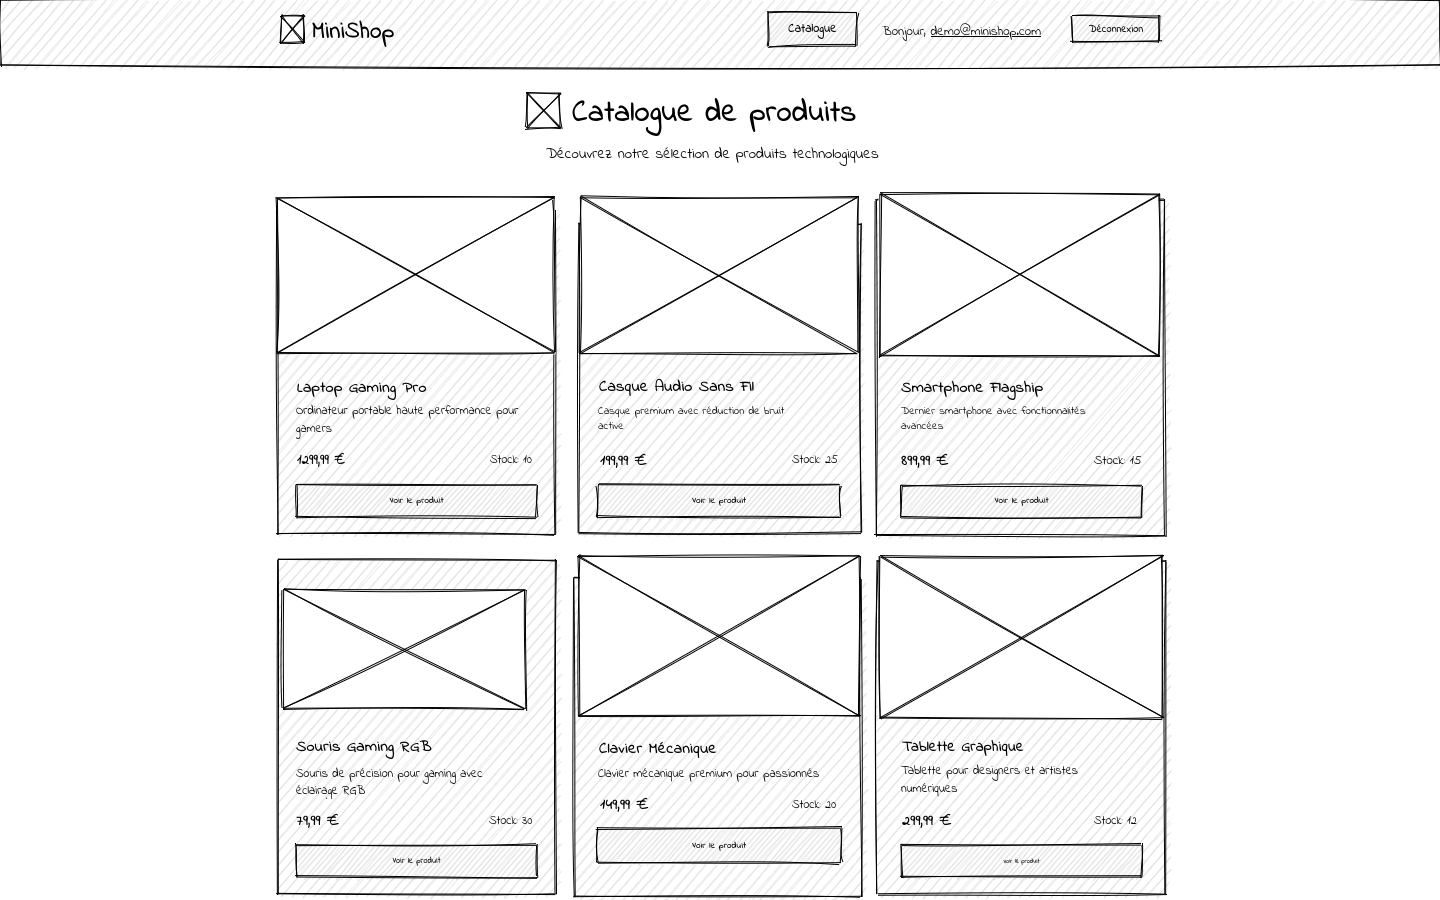 MiniShop
Catalogue
Bonjour, demo@minishop.com
Déconnexion
Catalogue de produits
Découvrez notre sélection de produits technologiques
Laptop Gaming Pro
Ordinateur portable haute performance pour
gamers
1299,99 €
Stock: 10
Voir le produit
Casque Audio Sans Fil
Casque premium avec réduction de bruit
active
199,99 €
Stock: 25
Voir le produit
Smartphone Flagship
Dernier smartphone avec fonctionnalités
avancées
899,99 €
Stock: 15
Voir le produit
Souris Gaming RGB
Souris de précision pour gaming avec
éclairage RGB
79,99 €
Stock: 30
Voir le produit
Clavier Mécanique
Clavier mécanique premium pour passionnés
149,99 €
Stock: 20
Voir le produit
Tablette Graphique
Tablette pour designers et artistes
numériques
299,99 €
Stock: 12
Voir le produit